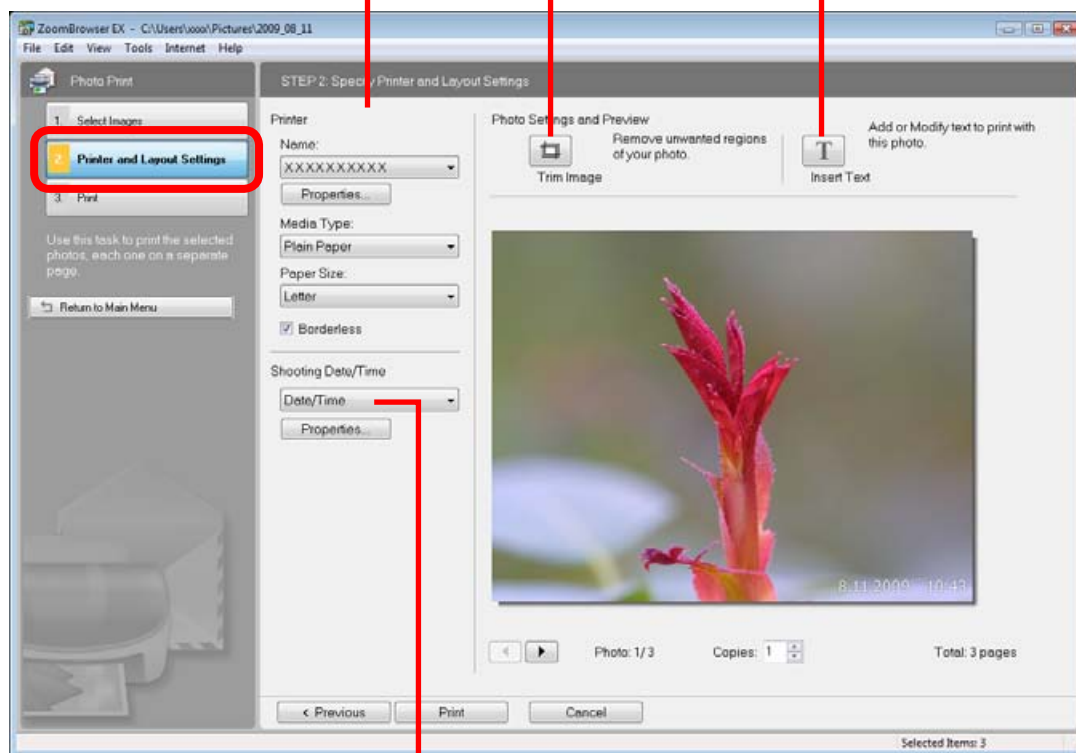 ZoomBrowser EX - C:\Users\xxxx\Pictures\2009_08_11
File Edit View Tools Internet Help
Photo Print
STEP 2: Specify Printer and Layout Settings
1. Select Images
2. Printer and Layout Settings
3. Print
Use this task to print the selected
photos, each one on a separate
page.
Return to Main Menu
Printer
Name:
XXXXXXXXXX
Properties...
Media Type:
Plain Paper
Paper Size:
Letter
Borderless
Shooting Date/Time
Date/Time
Properties...
Photo Settings and Preview
Trim Image
Remove unwanted regions
of your photo.
T
Insert Text
Add or Modify text to print with
this photo.
8.11.2009 10:43
Photo: 1/3
Copies: 1
Total: 3 pages
< Previous
Print
Cancel
Selected Items: 3